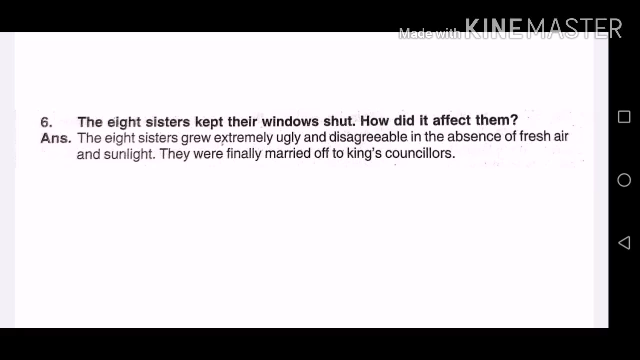 Made with KINEMASTER
6. The eight sisters kept their windows shut. How did it affect them?
Ans. The eight sisters grew extremely ugly and disagreeable in the absence of fresh air
and sunlight. They were finally married off to king's councillors.